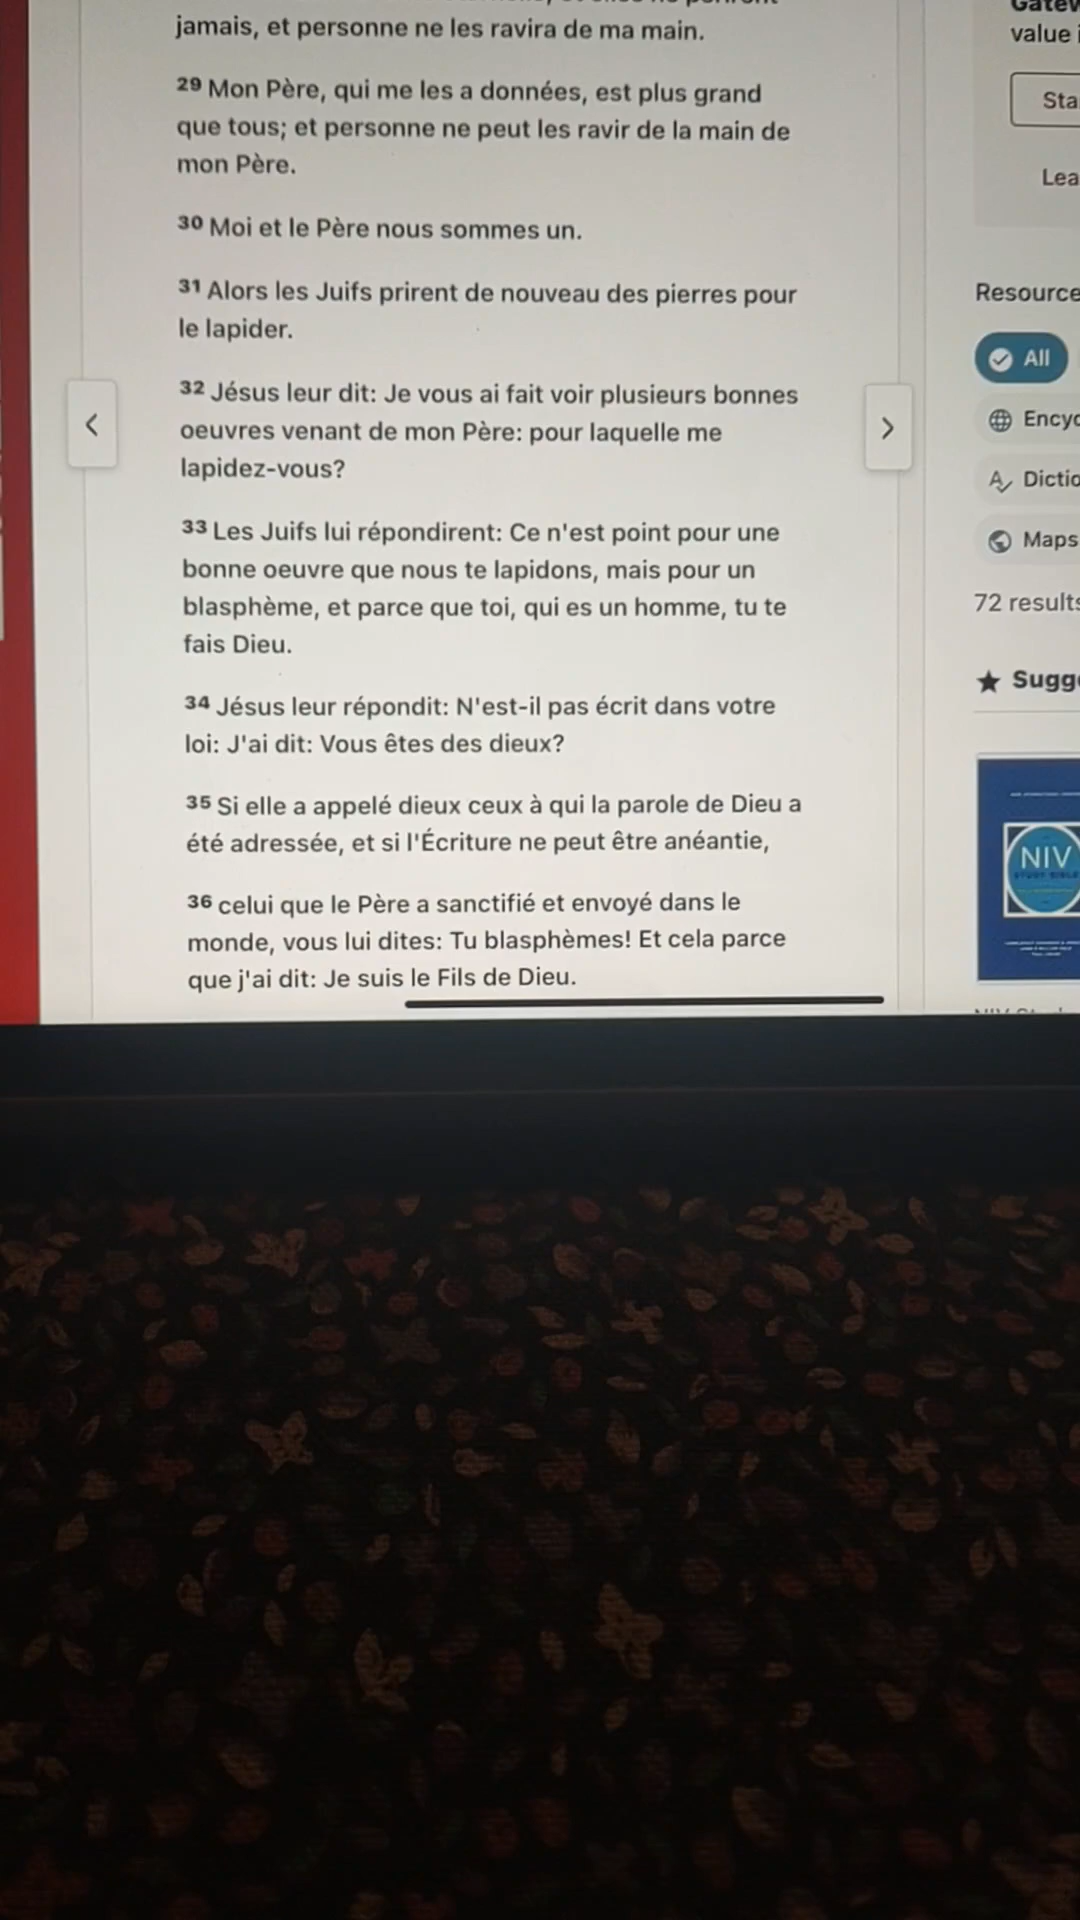 jamais, et personne ne les ravira de ma main.
29 Mon Père, qui me les a données, est plus grand
que tous; et personne ne peut les ravir de la main de
mon Père.
30 Moi et le Père nous sommes un.
31 Alors les Juifs prirent de nouveau des pierres pour
le lapider.
32 Jésus leur dit: Je vous ai fait voir plusieurs bonnes
oeuvres venant de mon Père: pour laquelle me
lapidez-vous?
33 Les Juifs lui répondirent: Ce n'est point pour une
bonne oeuvre que nous te lapidons, mais pour un
blasphème, et parce que toi, qui es un homme, tu te
fais Dieu.
34 Jésus leur répondit: N'est-il pas écrit dans votre
loi: J'ai dit: Vous êtes des dieux?
35 Si elle a appelé dieux ceux à qui la parole de Dieu a
été adressée, et si l'Écriture ne peut être anéantie,
36 celui que le Père a sanctifié et envoyé dans le
monde, vous lui dites: Tu blasphèmes! Et cela parce
que j'ai dit: Je suis le Fils de Dieu.
value
Sta
Lea
Resource
All
Encyc
Dictio
Maps
72 results
Sugg
NIV
STUDY BIBLE